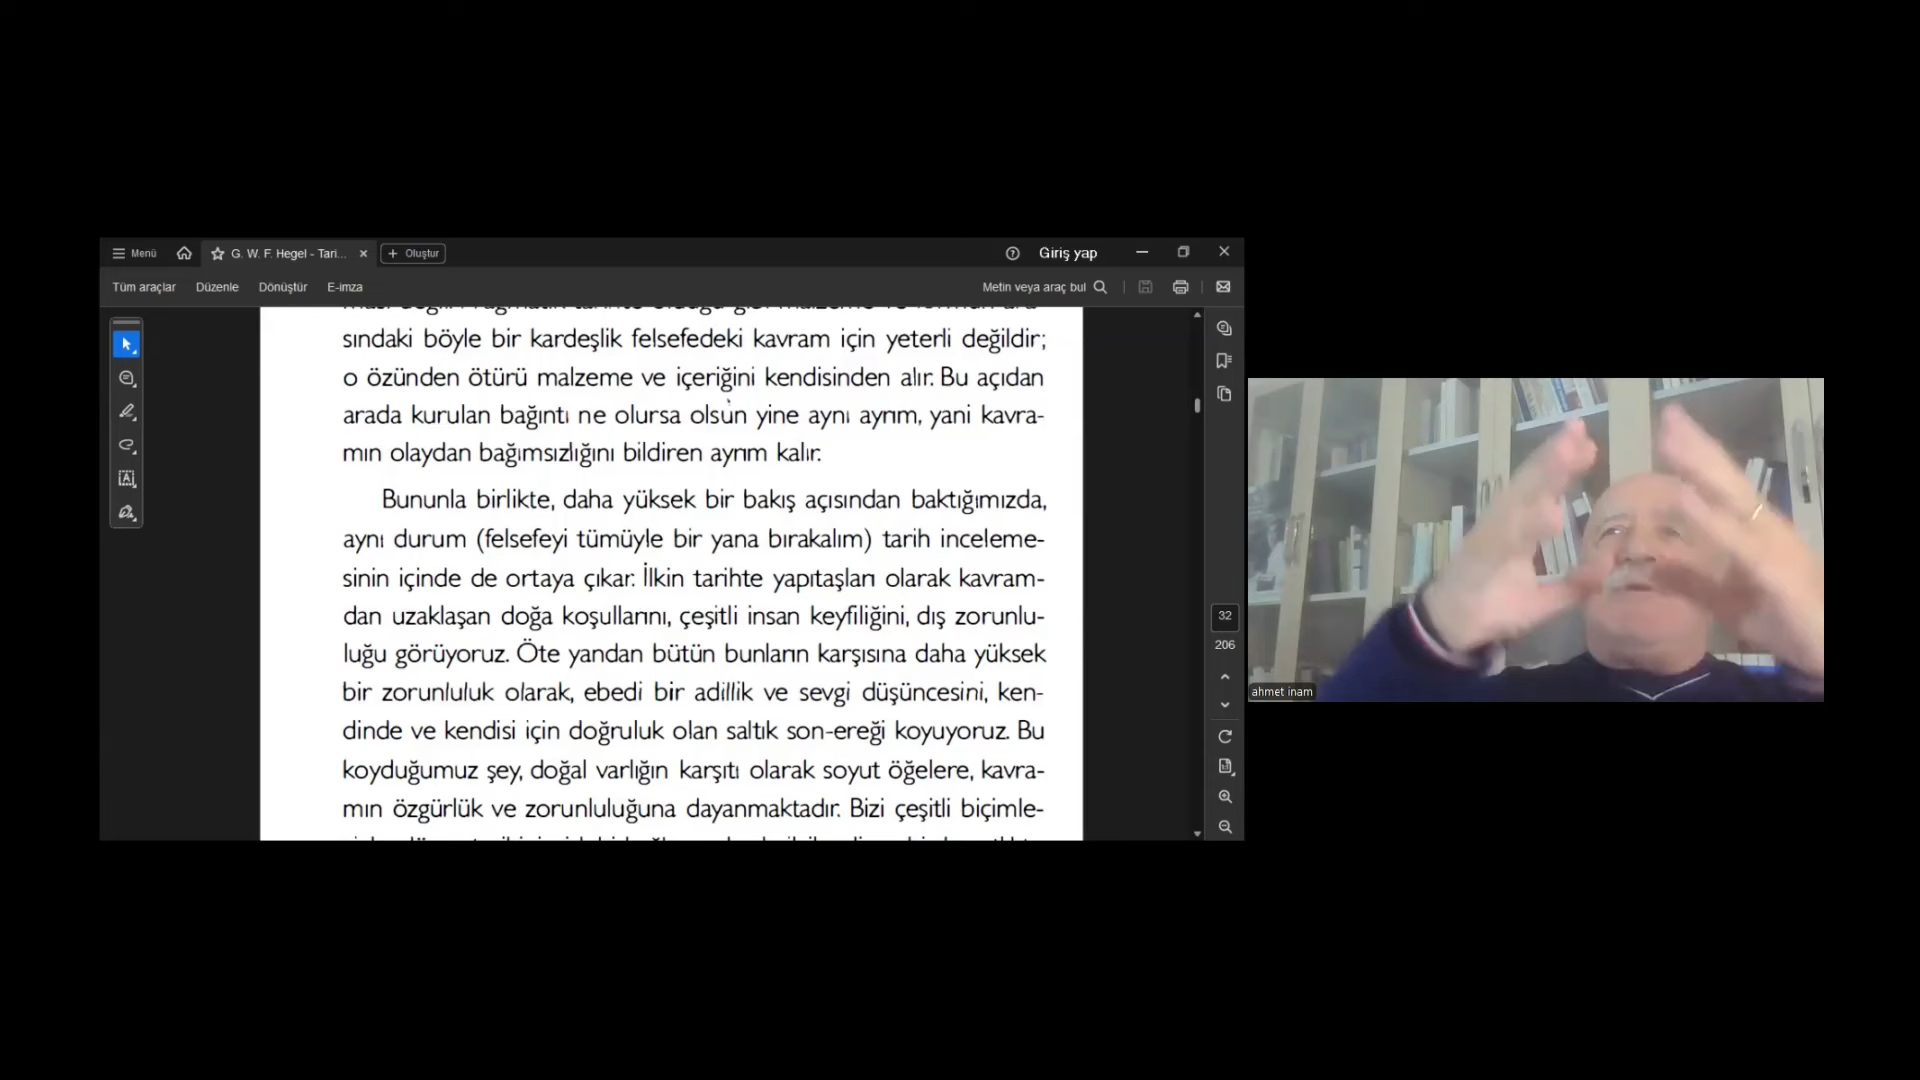 Menü
G. W. F. Hegel - Tari...
Oluştur
Giriş yap
Tüm araçlar
Düzenle
Dönüştür
E-imza
Metin veya araç bul
sındaki böyle bir kardeşlik felsefedeki kavram için yeterli değildir;
o özünden ötürü malzeme ve içeriğini kendisinden alır. Bu açıdan
arada kurulan bağıntı ne olursa olsun yine aynı ayrım, yani kavra-
mın olaydan bağımsızlığını bildiren ayrım kalır.
Bununla birlikte, daha yüksek bir bakış açısından baktığımızda,
aynı durum (felsefeyi tümüyle bir yana bırakalım) tarih inceleme-
sinin içinde de ortaya çıkar: İlkin tarihte yapıtaşları olarak kavram-
dan uzaklaşan doğa koşullarını, çeşitli insan keyfiliğini, dış zorunlu-
luğu görüyoruz. Öte yandan bütün bunların karşısına daha yüksek
bir zorunluluk olarak, ebedi bir adillik ve sevgi düşüncesini, ken-
dinde ve kendisi için doğruluk olan saltık son-ereği koyuyoruz. Bu
koyduğumuz şey, doğal varlığın karşıtı olarak soyut öğelere, kavra-
mın özgürlük ve zorunluluğuna dayanmaktadır. Bizi çeşitli biçimle-
32
206
ahmet inam